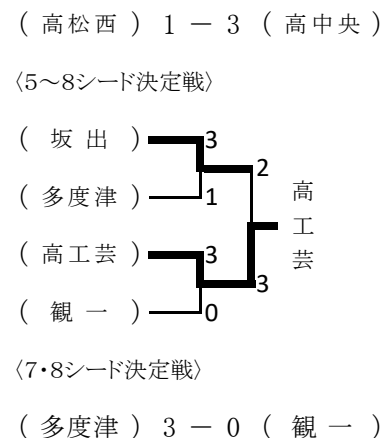 ( 高松西 ) 1 － 3 ( 高中央 )
〈5～8シード決定戦〉
( 坂 出 ) 3
2
( 多度津 ) 1
高工芸
( 高工芸 ) 3
3
( 観 一 ) 0
〈7・8シード決定戦〉
( 多度津 ) 3 － 0 ( 観 一 )